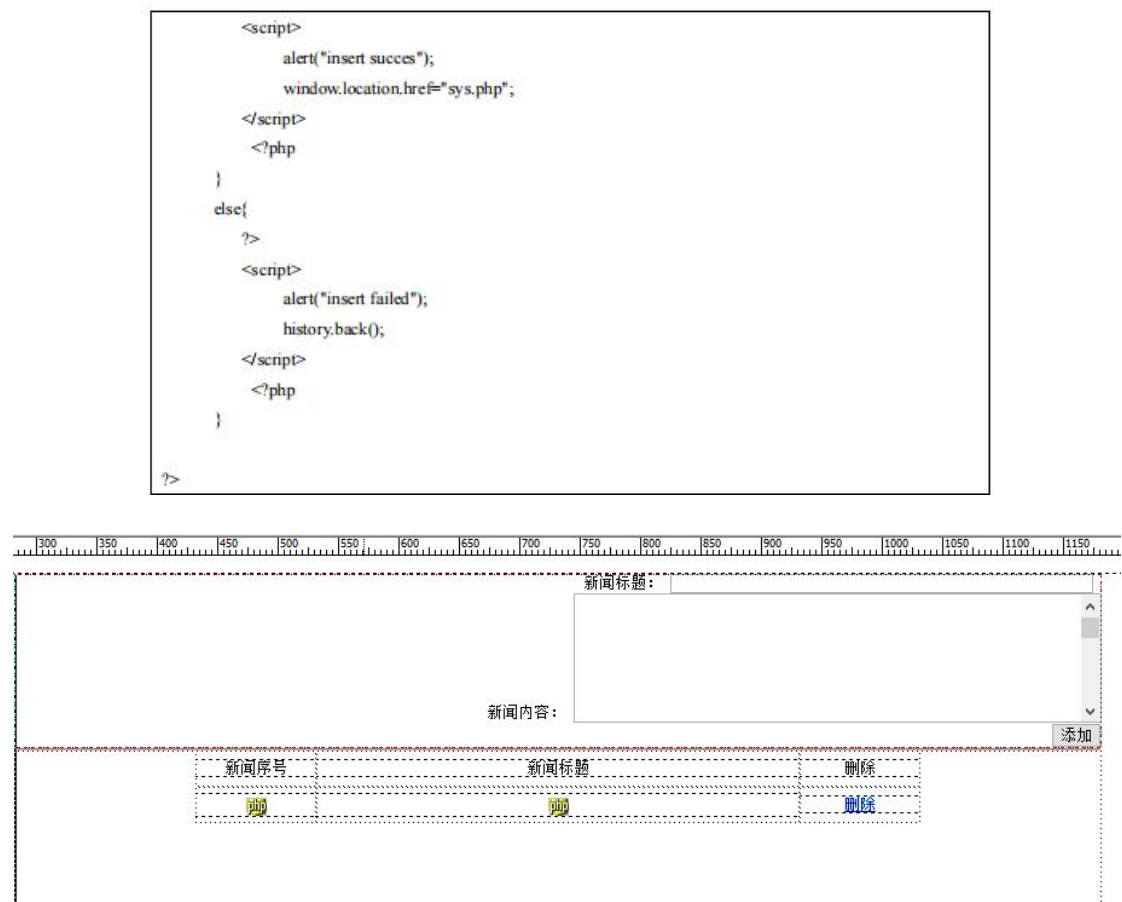 <script>
alert("insert succes");
window.location.href="sys.php";
</script>
<?php
}
else{
?>
<script>
alert("insert failed");
history.back();
</script>
<?php
}
?>
300 350 400 450 500 550 600 650 700 750 800 850 900 950 1000 1050 1100 1150
新闻标题：
新闻内容：
添加
新闻序号 新闻标题 删除
php php 删除